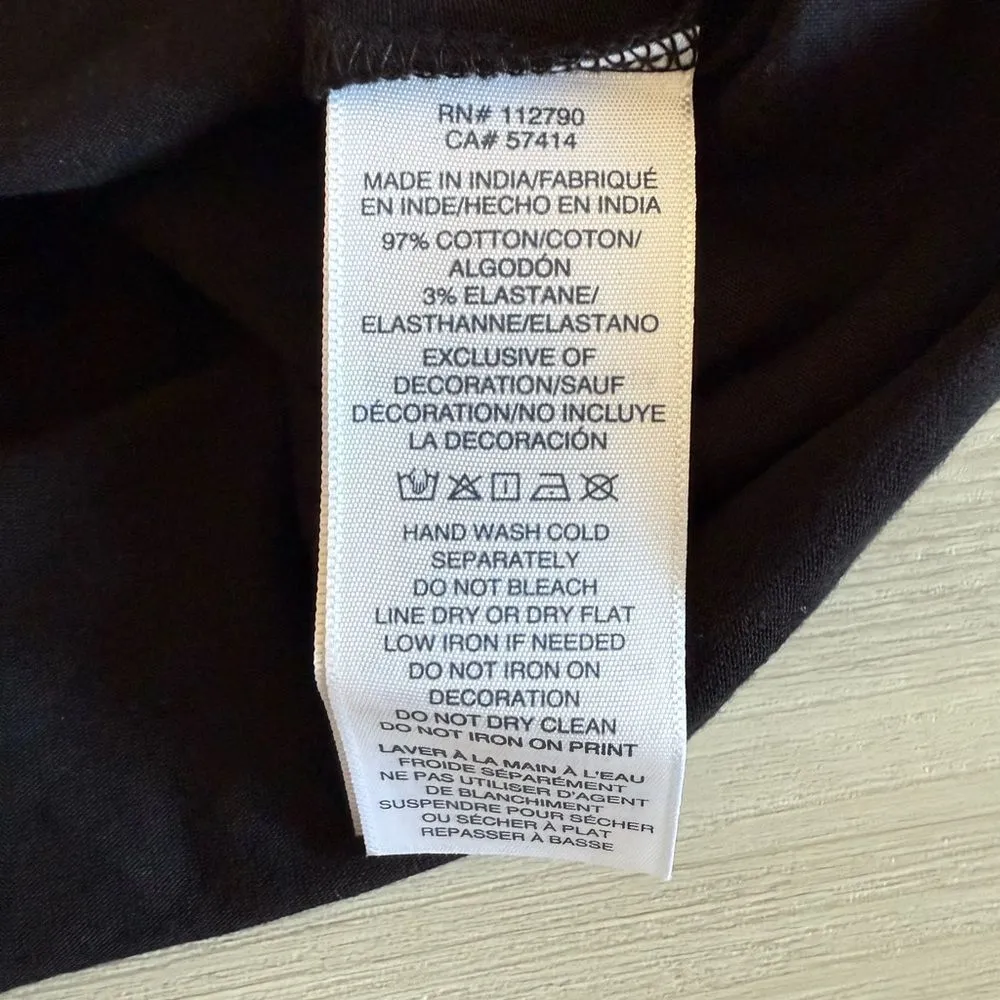 RN# 112790
CA# 57414
MADE IN INDIA/FABRIQUÉ
EN INDE/HECHO EN INDIA
97% COTTON/COTON/
ALGODÓN
3% ELASTANE/
ELASTHANNE/ELASTANO
EXCLUSIVE OF
DECORATION/SAUF
DÉCORATION/NO INCLUYE
LA DECORACIÓN
HAND WASH COLD
SEPARATELY
DO NOT BLEACH
LINE DRY OR DRY FLAT
LOW IRON IF NEEDED
DO NOT IRON ON
DECORATION
DO NOT DRY CLEAN
DO NOT IRON ON PRINT
LAVER À LA MAIN À L'EAU
FROIDE SÉPARÉMENT
NE PAS UTILISER D'AGENT
DE BLANCHIMENT
SUSPENDRE POUR SÉCHER
OU SÉCHER À PLAT
REPASSER À BASSE